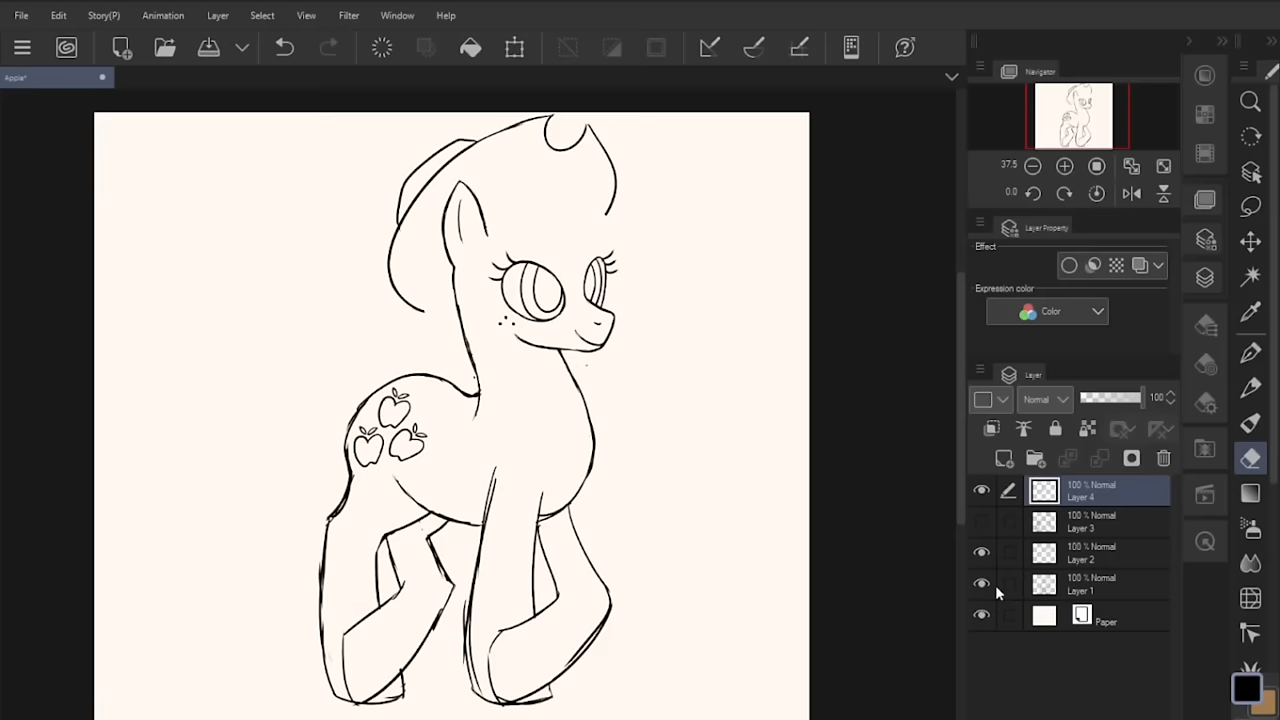 File Edit Story(P) Animation Layer Select View Filter Window Help
Apple*
Navigator
37.5
0.0
Layer Property
Effect
Expression color
Color
Layer
Normal 100
100 % Normal
Layer 4
100 % Normal
Layer 3
100 % Normal
Layer 2
100 % Normal
Layer 1
Paper